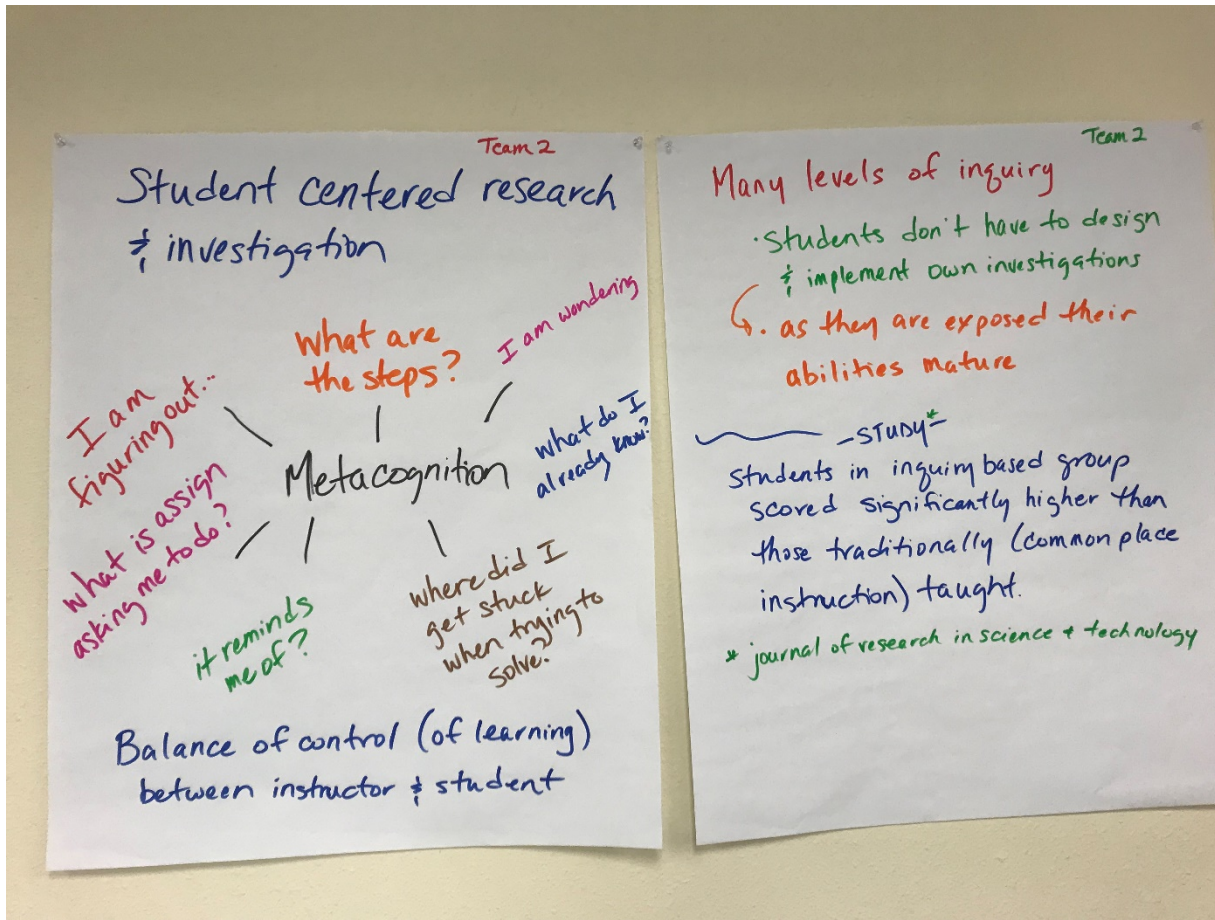 Team 2
Student centered research
& investigation
What are
the steps?
I am wondering
I am
figuring out...
Metacognition
what do I
already know?
what is assign
asking me to do?
it reminds
me of?
where did I
get stuck
when trying to
solve?
Balance of control (of learning)
between instructor & student
Team 2
Many levels of inquiry
· Students don't have to design
& implement own investigations
· as they are exposed their
abilities mature
- STUDY* -
Students in inquiry based group
scored significantly higher than
those traditionally (common place
instruction) taught.
* journal of research in science + technology